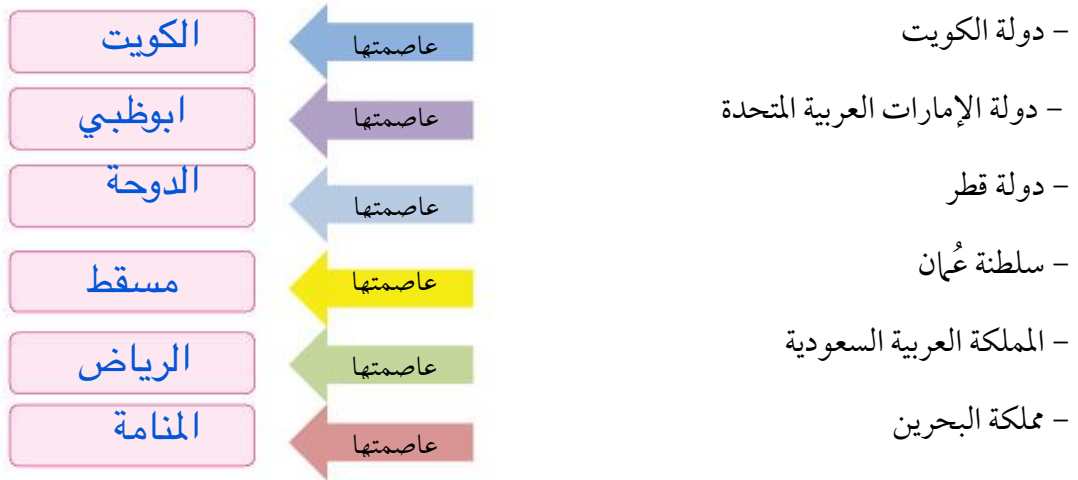 – دولة الكويت عاصمتها الكويت
– دولة الإمارات العربية المتحدة عاصمتها ابوظبي
– دولة قطر عاصمتها الدوحة
– سلطنة عُمان عاصمتها مسقط
– المملكة العربية السعودية عاصمتها الرياض
– مملكة البحرين عاصمتها المنامة